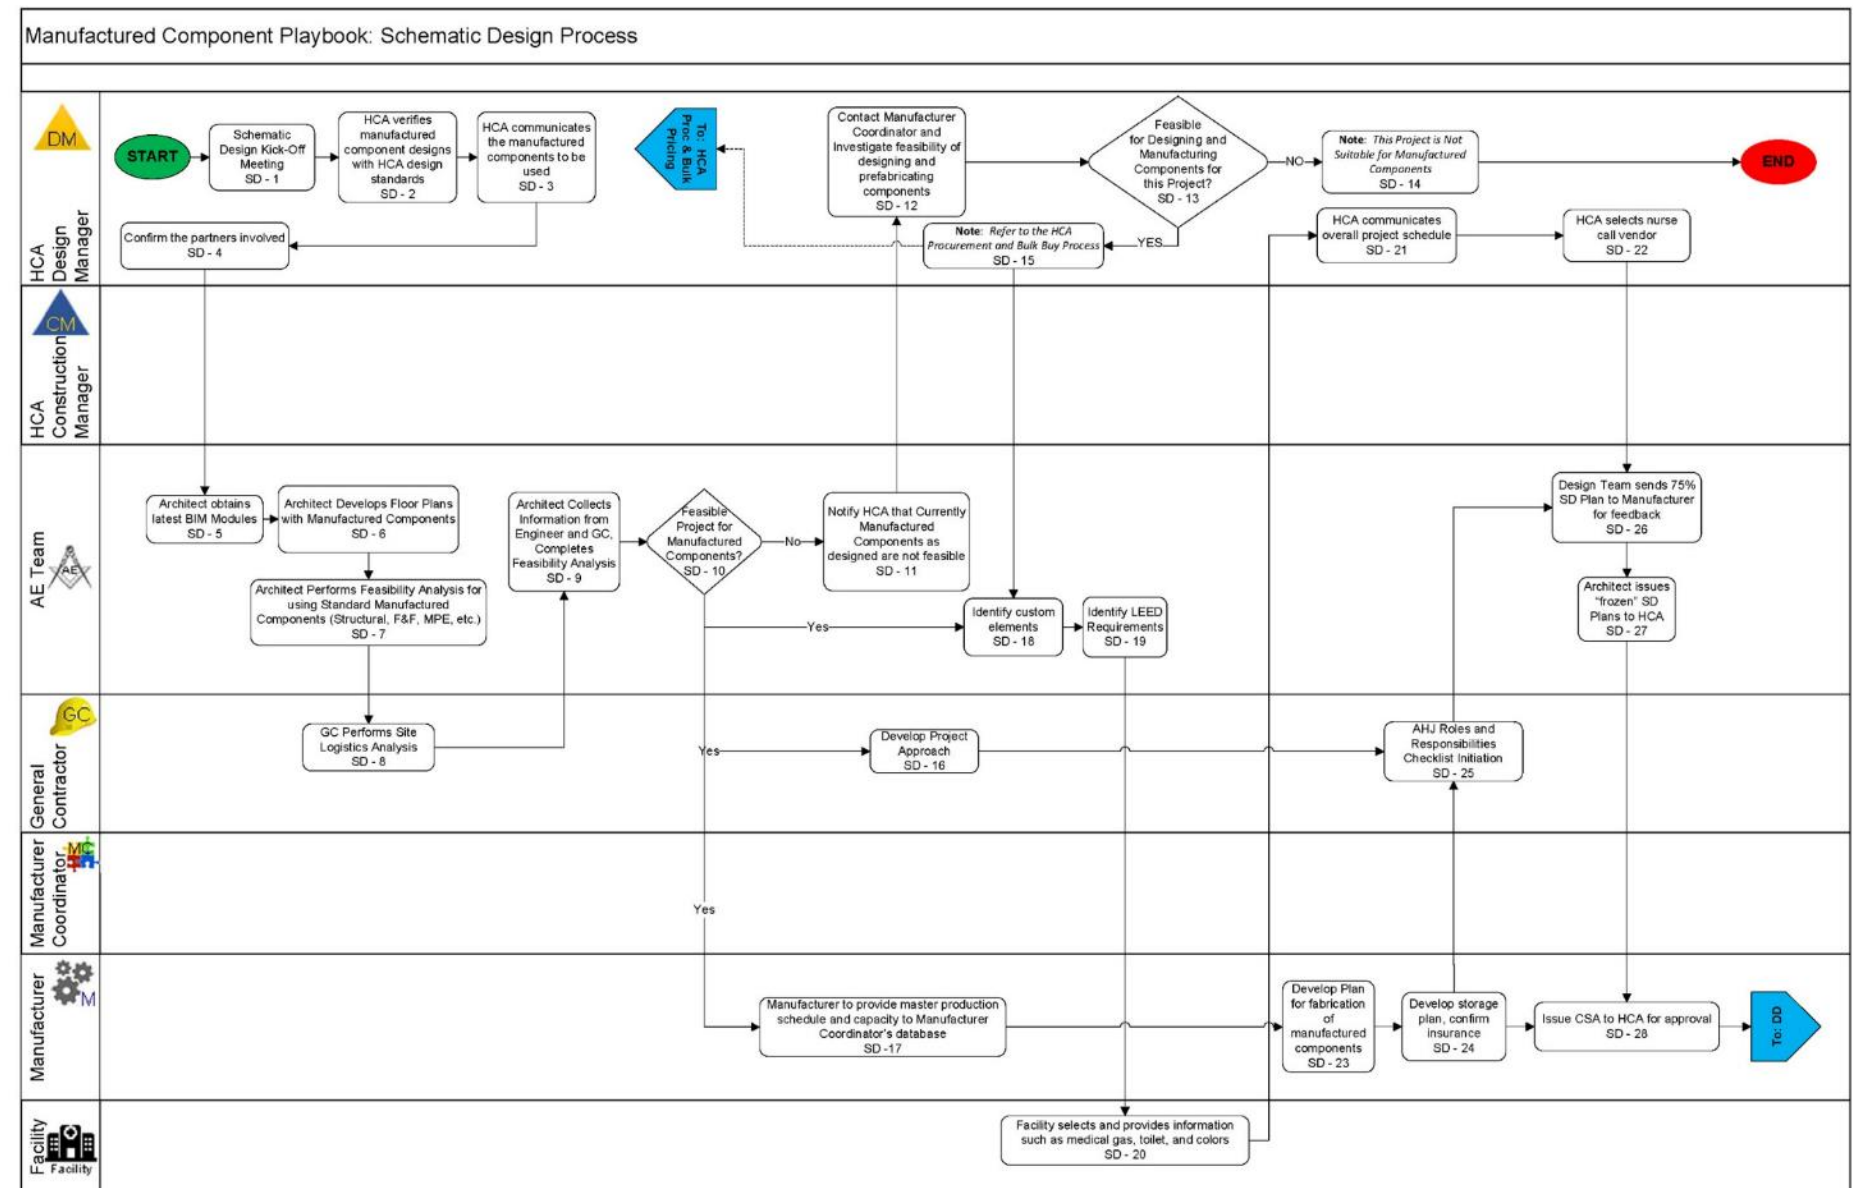 Manufactured Component Playbook: Schematic Design Process
DM
HCA
Design
Manager
START
Schematic
Design Kick-Off
Meeting
SD - 1
HCA verifies
manufactured
component designs
with HCA design
standards
SD - 2
HCA communicates
the manufactured
components to be
used
SD - 3
Confirm the partners involved
SD - 4
To: HCA
Proc & Bulk
Pricing
Contact Manufacturer
Coordinator and
Investigate feasibility of
designing and
prefabricating
components
SD - 12
Feasible
for Designing and
Manufacturing
Components for
this Project?
SD - 13
NO
Note: This Project is Not
Suitable for Manufactured
Components
SD - 14
END
YES
Note: Refer to the HCA
Procurement and Bulk Buy Process
SD - 15
HCA communicates
overall project schedule
SD - 21
HCA selects nurse
call vendor
SD - 22
CM
HCA
Construction
Manager
AE Team
AE
Architect obtains
latest BIM Modules
SD - 5
Architect Develops Floor Plans
with Manufactured Components
SD - 6
Architect Performs Feasibility Analysis for
using Standard Manufactured
Components (Structural, F&F, MPE, etc.)
SD - 7
Architect Collects
Information from
Engineer and GC,
Completes
Feasibility Analysis
SD - 9
Feasible
Project for
Manufactured
Components?
SD - 10
No
Notify HCA that Currently
Manufactured
Components as
designed are not feasible
SD - 11
Yes
Identify custom
elements
SD - 18
Identify LEED
Requirements
SD - 19
Design Team sends 75%
SD Plan to Manufacturer
for feedback
SD - 26
Architect issues
"frozen" SD
Plans to HCA
SD - 27
GC
General
Contractor
GC Performs Site
Logistics Analysis
SD - 8
Yes
Develop Project
Approach
SD - 16
AHJ Roles and
Responsibilities
Checklist Initiation
SD - 25
MC
Manufacturer
Coordinator
Yes
M
Manufacturer
Manufacturer to provide master production
schedule and capacity to Manufacturer
Coordinator's database
SD -17
Develop Plan
for fabrication
of
manufactured
components
SD - 23
Develop storage
plan, confirm
insurance
SD - 24
Issue CSA to HCA for approval
SD - 28
To: DD
Facility
Facility
Facility selects and provides information
such as medical gas, toilet, and colors
SD - 20